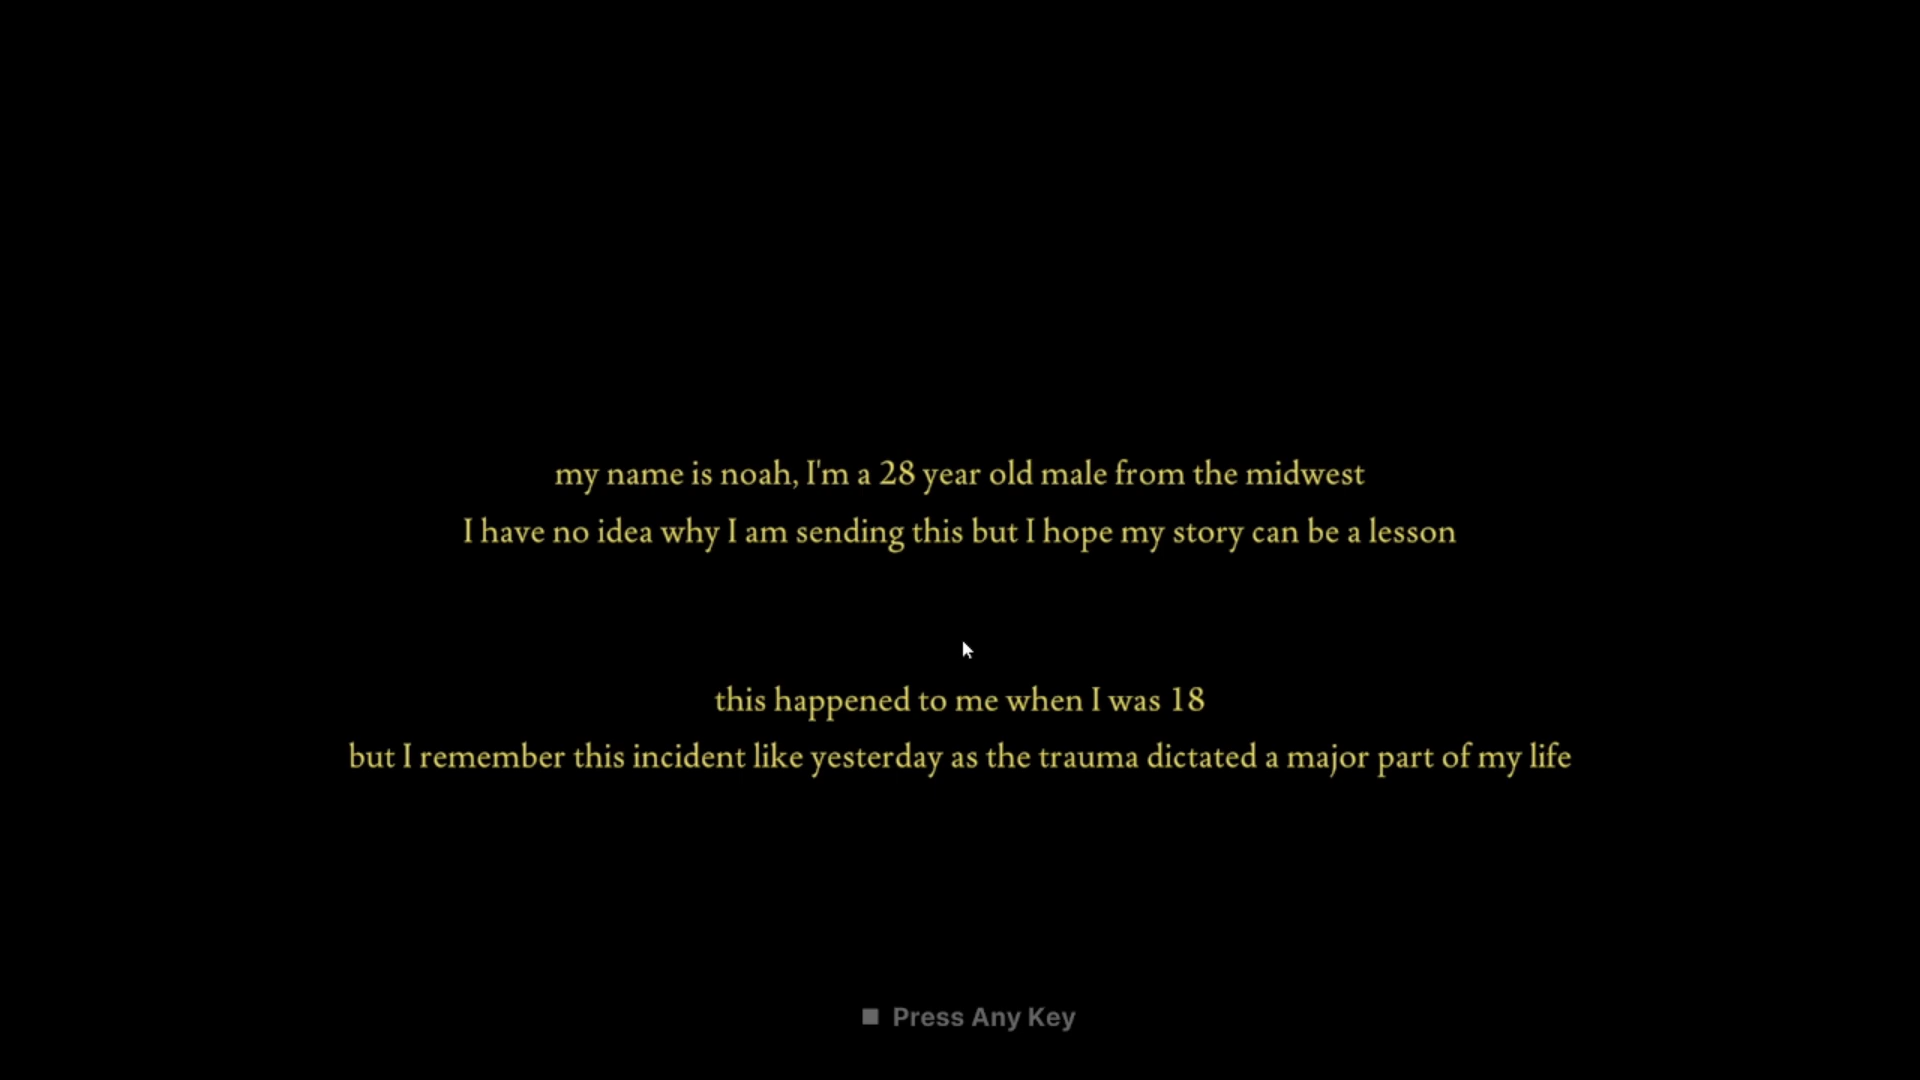 my name is noah, I'm a 28 year old male from the midwest
I have no idea why I am sending this but I hope my story can be a lesson
this happened to me when I was 18
but I remember this incident like yesterday as the trauma dictated a major part of my life
Press Any Key